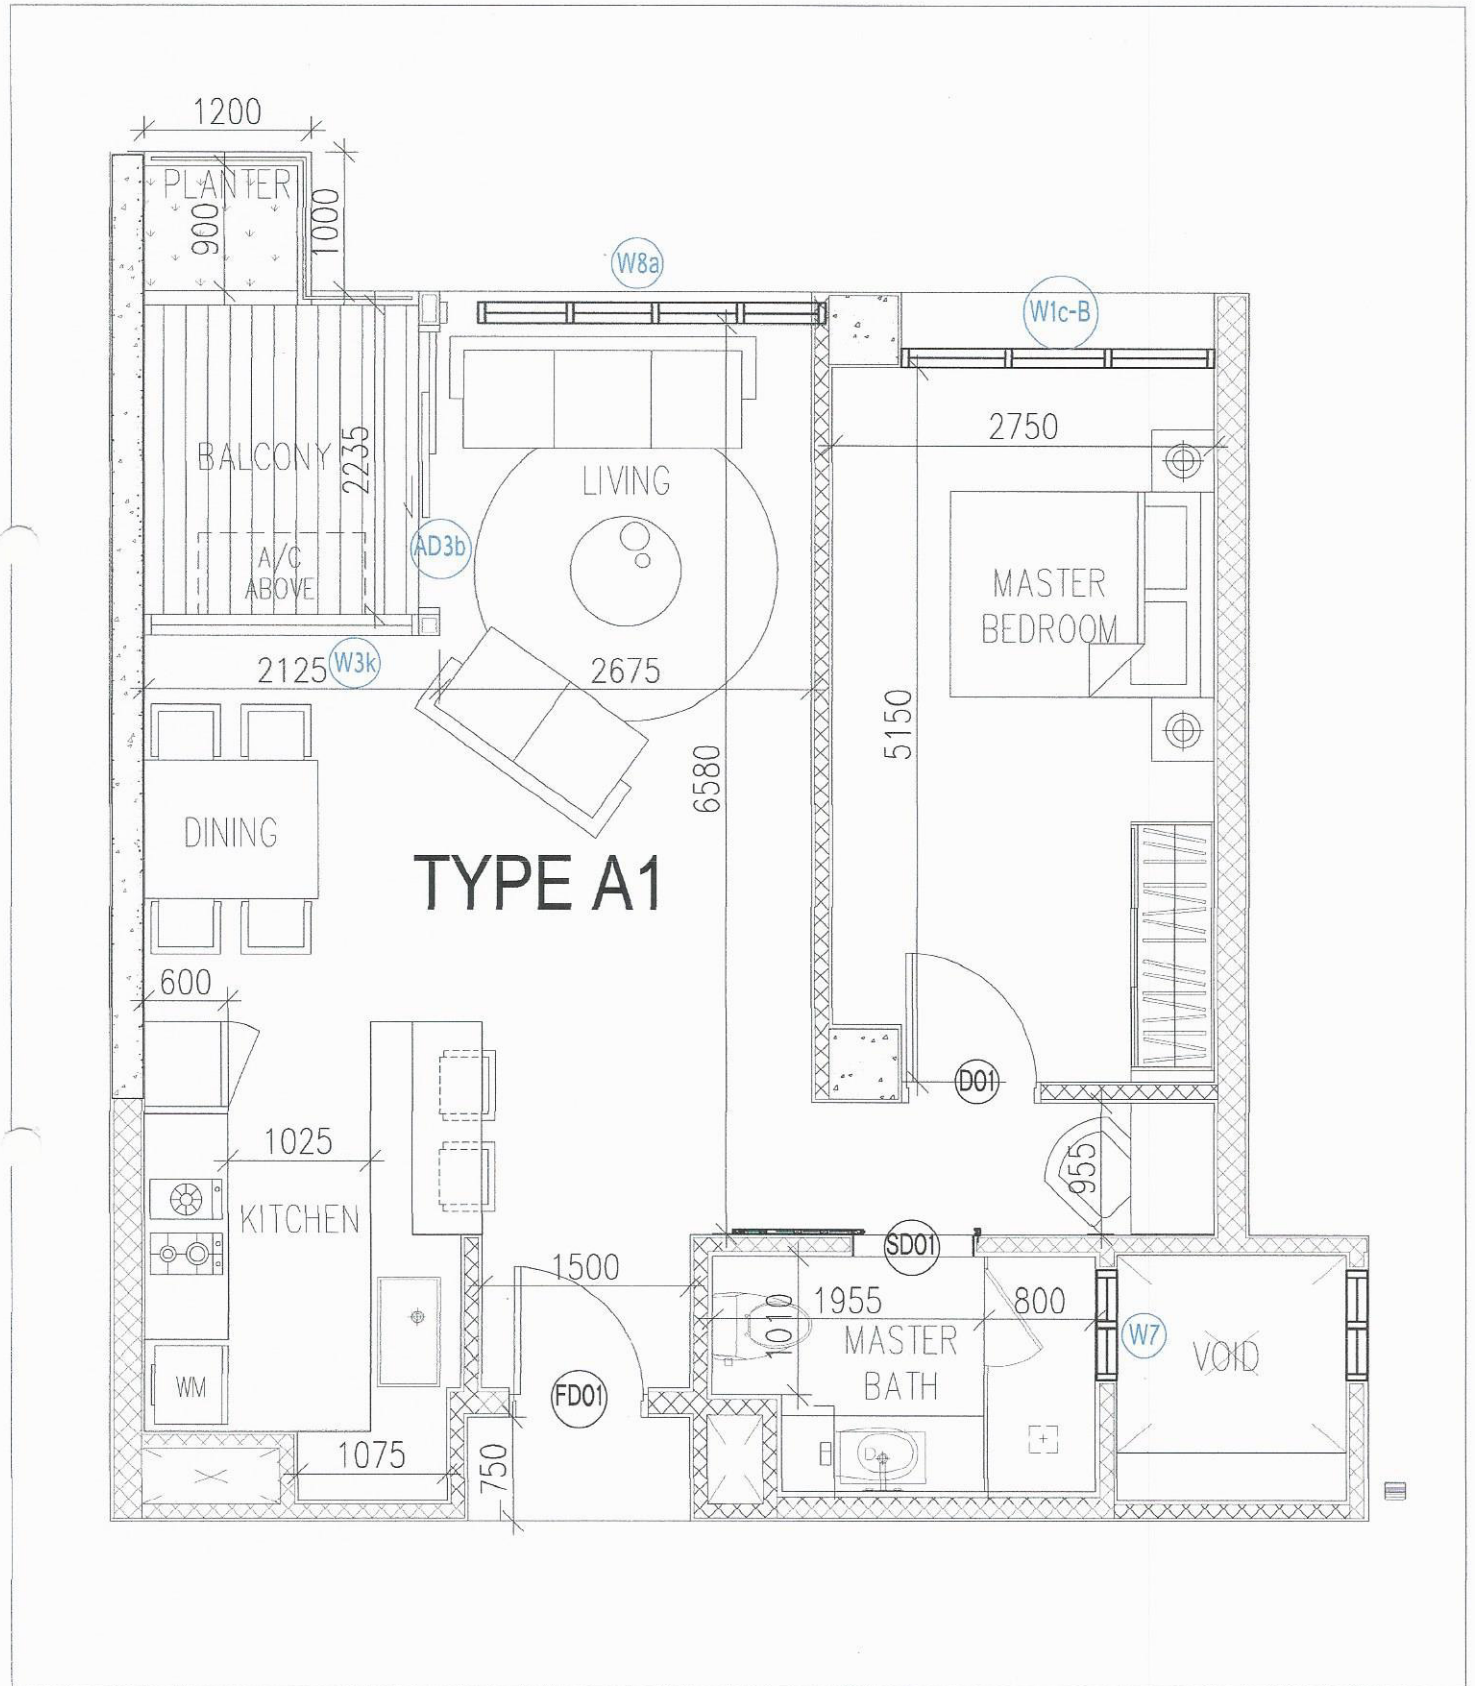 1200
PLANTER
900
1000
W8a
W1c-B
2750
BALCONY
2235
LIVING
A/C
ABOVE
AD3b
MASTER
BEDROOM
2125
W3k
2675
5150
6580
DINING
TYPE A1
600
D01
1025
955
KITCHEN
SD01
1500
1955
800
1010
MASTER
BATH
W7
VOID
WM
FD01
1075
750